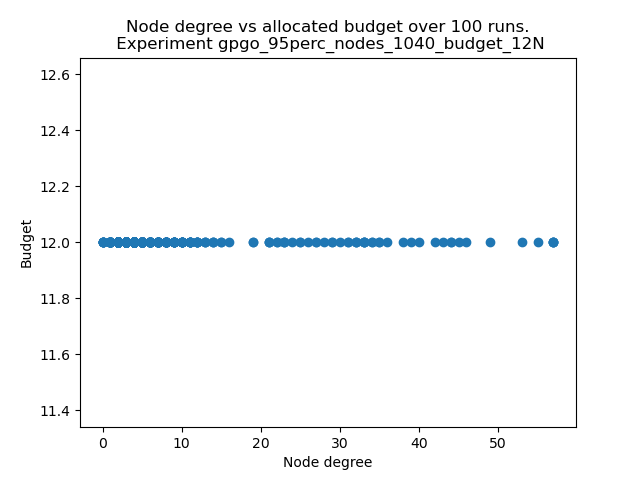 Node degree vs allocated budget over 100 runs.
Experiment gpgo_95perc_nodes_1040_budget_12N
12.6
12.4
12.2
12.0
11.8
11.6
11.4
Budget
0 10 20 30 40 50
Node degree